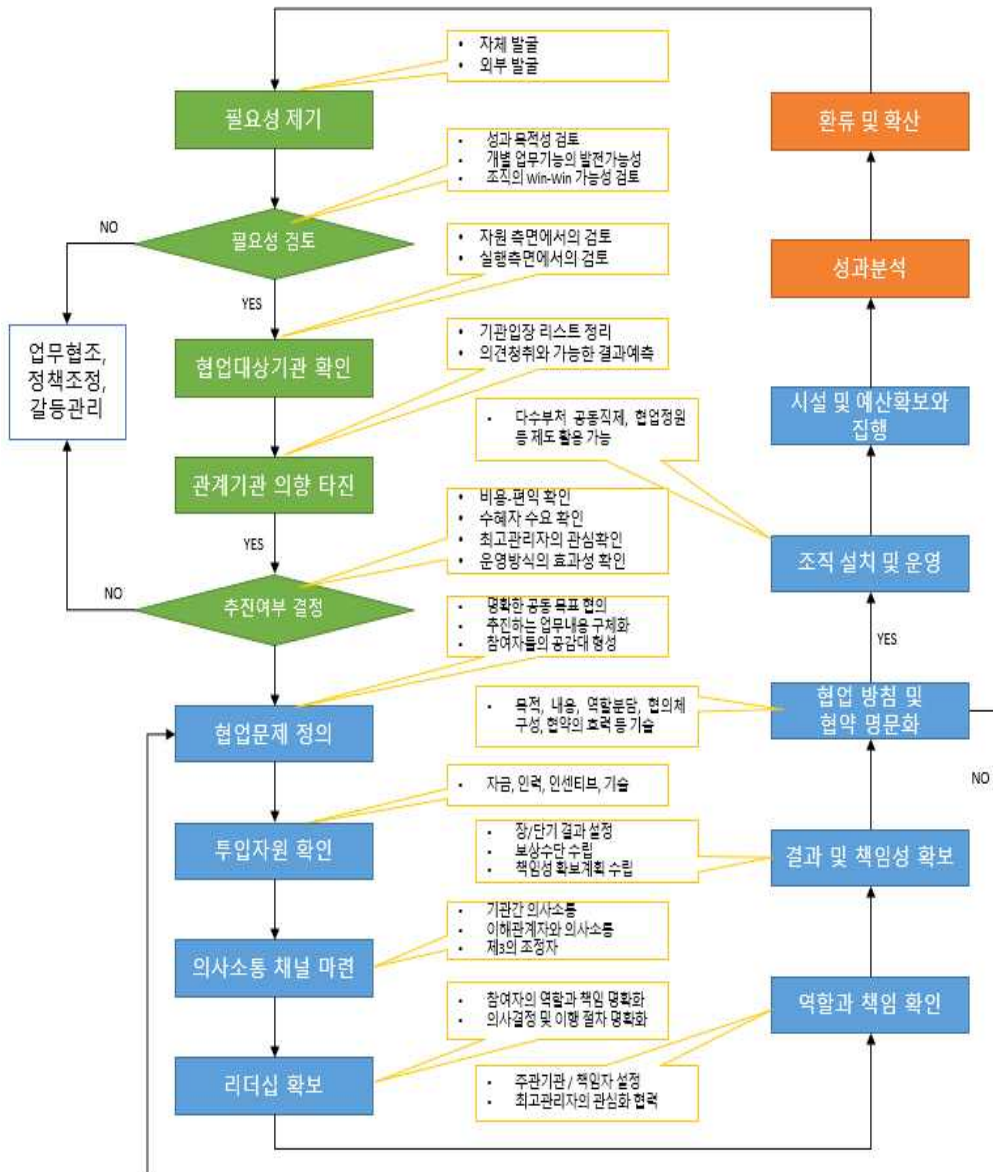 • 자체 발굴
• 외부 발굴
필요성 제기
• 성과 목적성 검토
• 개별 업무기능의 발전가능성
• 조직의 Win-Win 가능성 검토
NO
필요성 검토
YES
• 자원 측면에서의 검토
• 실행측면에서의 검토
업무협조,
정책조정,
갈등관리
협업대상기관 확인
• 기관입장 리스트 정리
• 의견청취와 가능한 결과예측
관계기관 의향 타진
YES
• 비용-편익 확인
• 수혜자 수요 확인
• 최고관리자의 관심확인
• 운영방식의 효과성 확인
NO
추진여부 결정
• 명확한 공동 목표 협의
• 추진하는 업무내용 구체화
• 참여자들의 공감대 형성
협업문제 정의
• 자금, 인력, 인센티브, 기술
투입자원 확인
• 기관간 의사소통
• 이해관계자와 의사소통
• 제3의 조정자
의사소통 채널 마련
• 참여자의 역할과 책임 명확화
• 의사결정 및 이행 절차 명확화
리더십 확보
• 주관기관 / 책임자 설정
• 최고관리자의 관심화 협력
역할과 책임 확인
• 장/단기 결과 설정
• 보상수단 수립
• 책임성 확보계획 수립
결과 및 책임성 확보
• 목적, 내용, 역할분담, 협의체
구성, 협약의 효력 등 기술
협업 방침 및
협약 명문화
NO
YES
• 다수부처 공동직제, 협업정원
등 제도 활용 가능
조직 설치 및 운영
시설 및 예산확보와
집행
성과분석
환류 및 확산